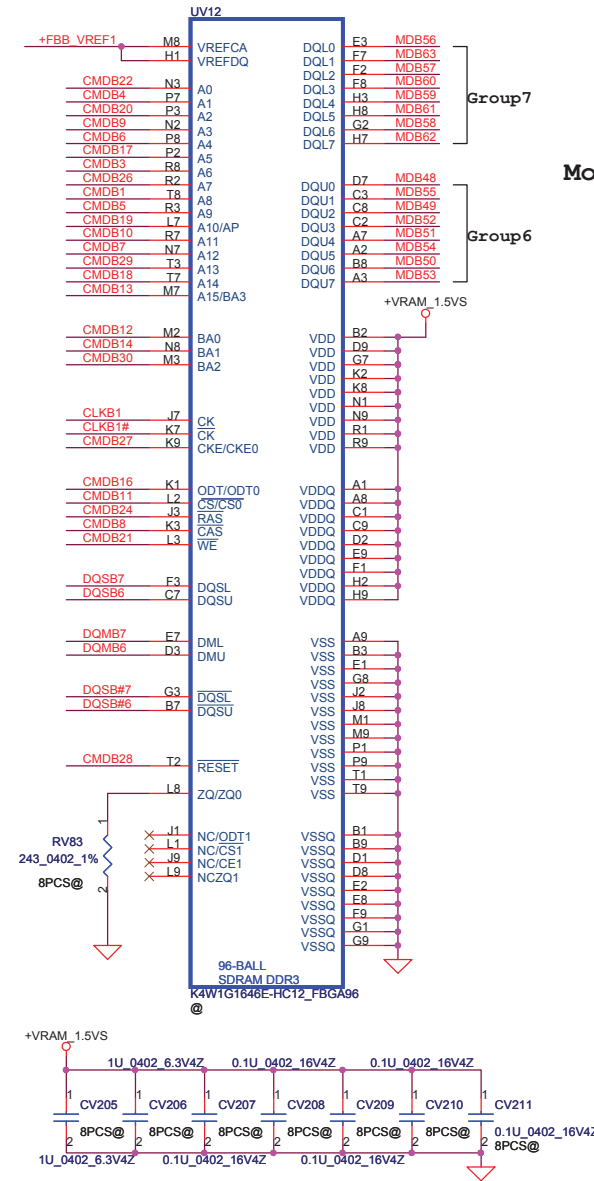 UV12
+FBB_VREF1 M8 VREFCA DQL0 E3 MDB56
H1 VREFDQ DQL1 F7 MDB63
DQL2 F2 MDB57
CMDB22 N3 A0 DQL3 F8 MDB60
CMDB4 P7 A1 DQL4 H3 MDB59
CMDB20 P3 A2 DQL5 H8 MDB61
CMDB9 N2 A3 DQL6 G2 MDB58
CMDB6 P8 A4 DQL7 H7 MDB62
Group7
CMDB17 P2 A5
CMDB3 R8 A6
Mo
CMDB26 R2 A7 DQU0 D7 MDB48
CMDB1 T8 A8 DQU1 C3 MDB55
CMDB5 R3 A9 DQU2 C8 MDB49
CMDB19 L7 A10/AP DQU3 C2 MDB52
CMDB10 R7 A11 DQU4 A7 MDB51
CMDB7 N7 A12 DQU5 A2 MDB54
CMDB29 T3 A13 DQU6 B8 MDB50
CMDB18 T7 A14 DQU7 A3 MDB53
Group6
CMDB13 M7 A15/BA3
+VRAM_1.5VS
CMDB12 M2 BA0 VDD B2
CMDB14 N8 BA1 VDD D9
CMDB30 M3 BA2 VDD G7
VDD K2
VDD K8
VDD N1
CLKB1 J7 CK VDD N9
CLKB1# K7 CK VDD R1
CMDB27 K9 CKE/CKE0 VDD R9
CMDB16 K1 ODT/ODT0 VDDQ A1
CMDB11 L2 CS/CS0 VDDQ A8
CMDB24 J3 RAS VDDQ C1
CMDB8 K3 CAS VDDQ C9
CMDB21 L3 WE VDDQ D2
VDDQ E9
VDDQ F1
DQSB7 F3 DQSL VDDQ H2
DQSB6 C7 DQSU VDDQ H9
DQMB7 E7 DML VSS A9
DQMB6 D3 DMU VSS B3
VSS E1
VSS G8
DQSB#7 G3 DQSL VSS J2
DQSB#6 B7 DQSU VSS J8
VSS M1
VSS M9
VSS P1
CMDB28 T2 RESET VSS P9
VSS T1
L8 ZQ/ZQ0 VSS T9
1
J1 NC/ODT1 VSSQ B1
RV83 L1 NC/CS1 VSSQ B9
243_0402_1% J9 NC/CE1 VSSQ D1
8PCS@ L9 NCZQ1 VSSQ D8
2
VSSQ E2
VSSQ E8
VSSQ F9
VSSQ G1
VSSQ G9
96-BALL
SDRAM DDR3
K4W1G1646E-HC12_FBGA96
@
+VRAM_1.5VS
1U_0402_6.3V4Z 0.1U_0402_16V4Z 0.1U_0402_16V4Z
1 1 1 1 1 1 1
CV205 CV206 CV207 CV208 CV209 CV210 CV211
8PCS@ 8PCS@ 8PCS@ 8PCS@ 8PCS@ 8PCS@ 0.1U_0402_16V4Z
2 2 2 2 2 2 2 8PCS@
1U_0402_6.3V4Z 0.1U_0402_16V4Z 0.1U_0402_16V4Z